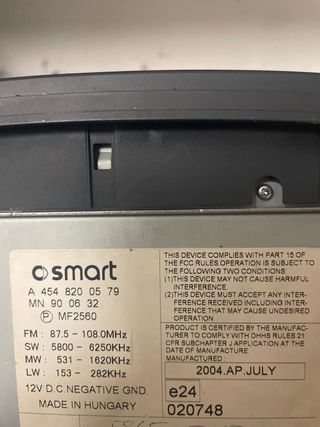 smart
A 454 820 05 79
MN 90 06 32
P MF2560
FM : 87.5 - 108.0MHz
SW : 5800 - 6250KHz
MW : 531 - 1620KHz
LW : 153 - 282KHz
12V D.C.NEGATIVE GND.
MADE IN HUNGARY
THIS DEVICE COMPLIES WITH PART 15 OF
THE FCC RULES OPERATION IS SUBJECT TO
THE FOLLOWING TWO CONDITIONS:
(1)THIS DEVICE MAY NOT CAUSE HARMFUL
INTERFERENCE.
(2)THIS DEVICE MUST ACCEPT ANY INTER-
FERENCE RECEIVED INCLUDING INTER-
FERENCE THAT MAY CAUSE UNDESIRED
OPERATION.
PRODUCT IS CERTIFIED BY THE MANUFAC-
TURER TO COMPLY WITH DHHS RULES 21
CFR SUBCHAPTER J APPLICATION AT THE
DATE OF MANUFACTURE.
2004.AP.JULY
e24
020748